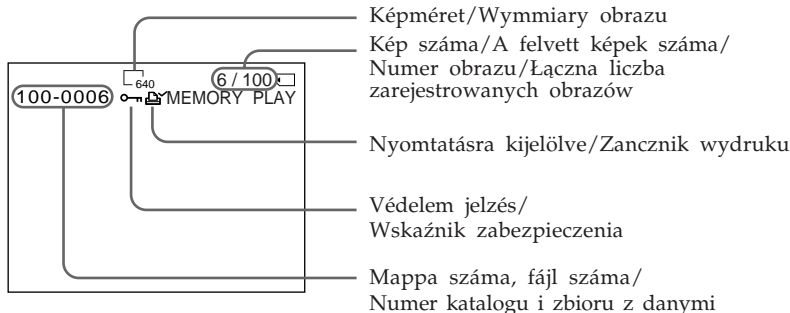 Képméret/Wymmiary obrazu
Kép száma/A felvett képek száma/
Numer obrazu/Łączna liczba
zarejestrowanych obrazów
640
6 / 100
100-0006
MEMORY PLAY
Nyomtatásra kijelölve/Zancznik wydruku
Védelem jelzés/
Wskaźnik zabezpieczenia
Mappa száma, fájl száma/
Numer katalogu i zbioru z danymi